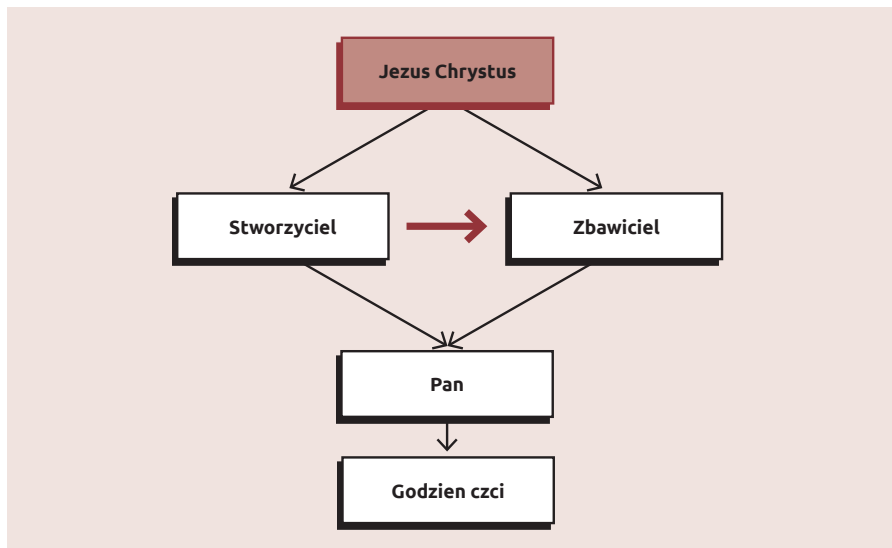 Jezus Chrystus
Stworzyciel
Zbawiciel
Pan
Godzien czci